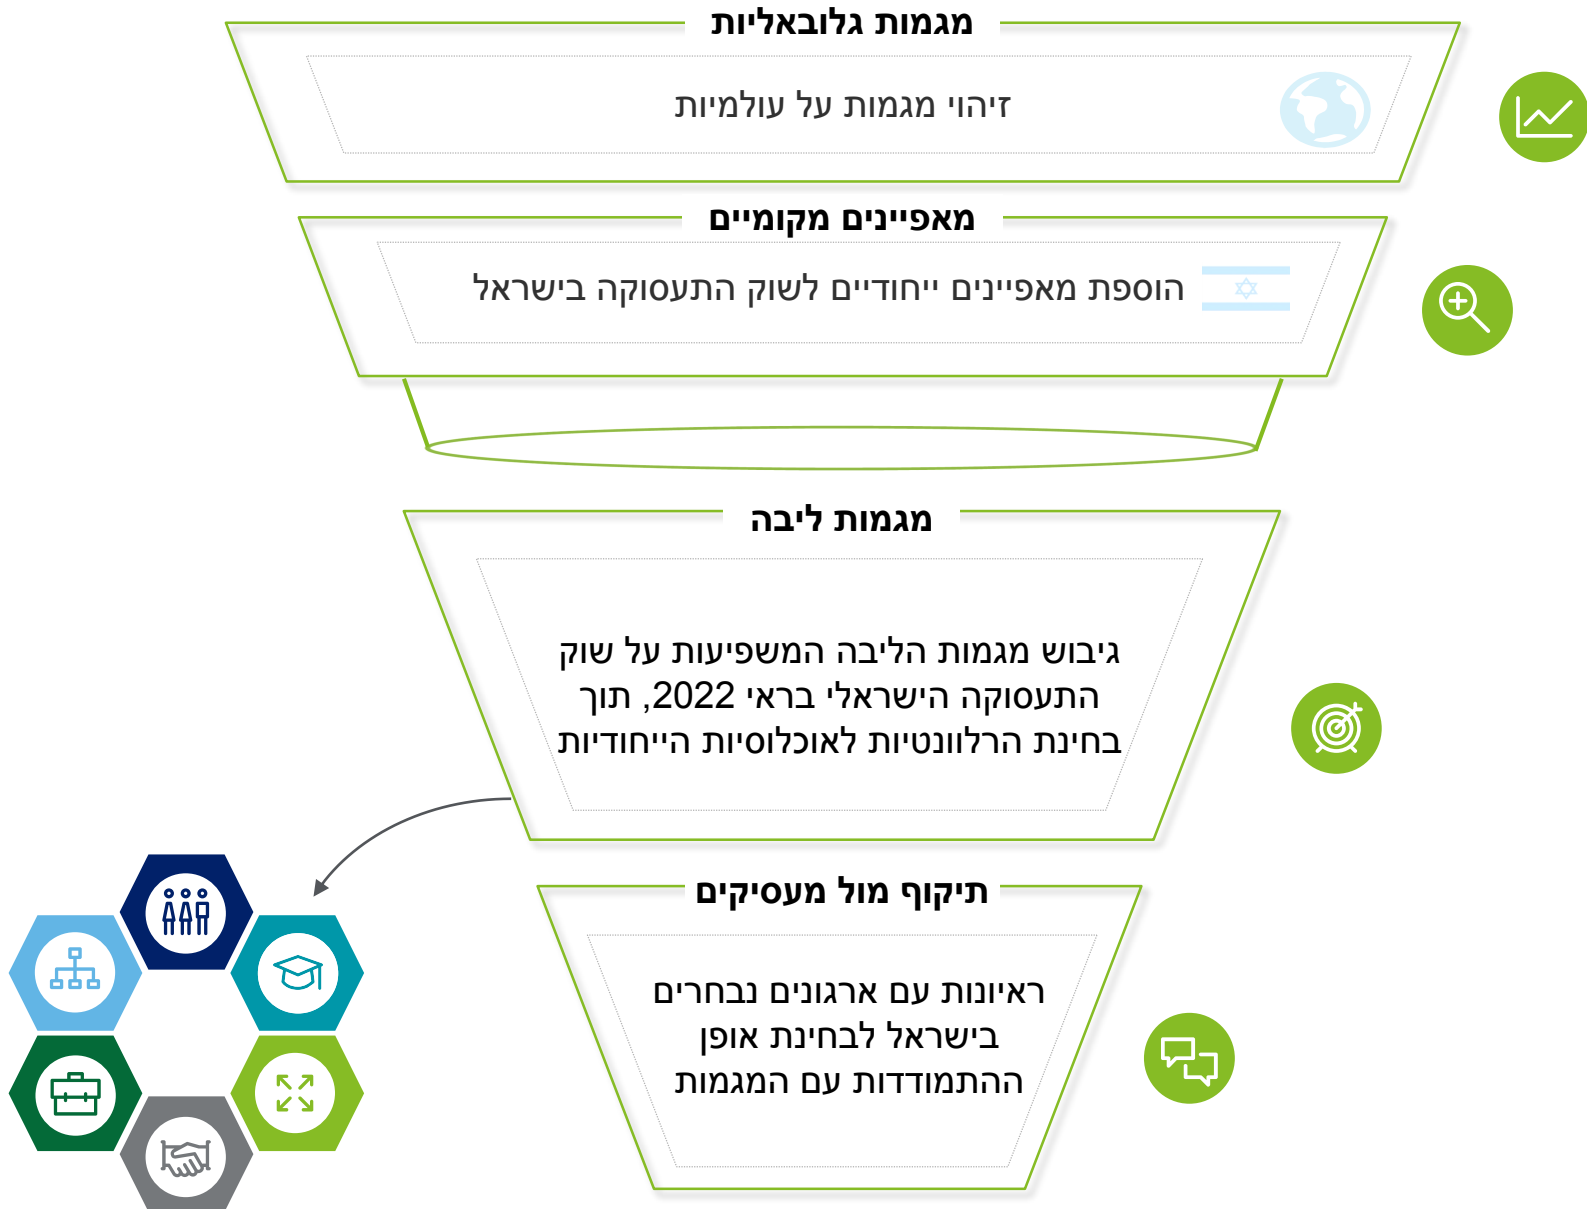 מגמות גלובאליות
זיהוי מגמות על עולמיות
מאפיינים מקומיים
הוספת מאפיינים ייחודיים לשוק התעסוקה בישראל
מגמות ליבה
גיבוש מגמות הליבה המשפיעות על שוק
התעסוקה הישראלי בראי 2022, תוך
בחינת הרלוונטיות לאוכלוסיות הייחודיות
תיקוף מול מעסיקים
ראיונות עם ארגונים נבחרים
בישראל לבחינת אופן
ההתמודדות עם המגמות